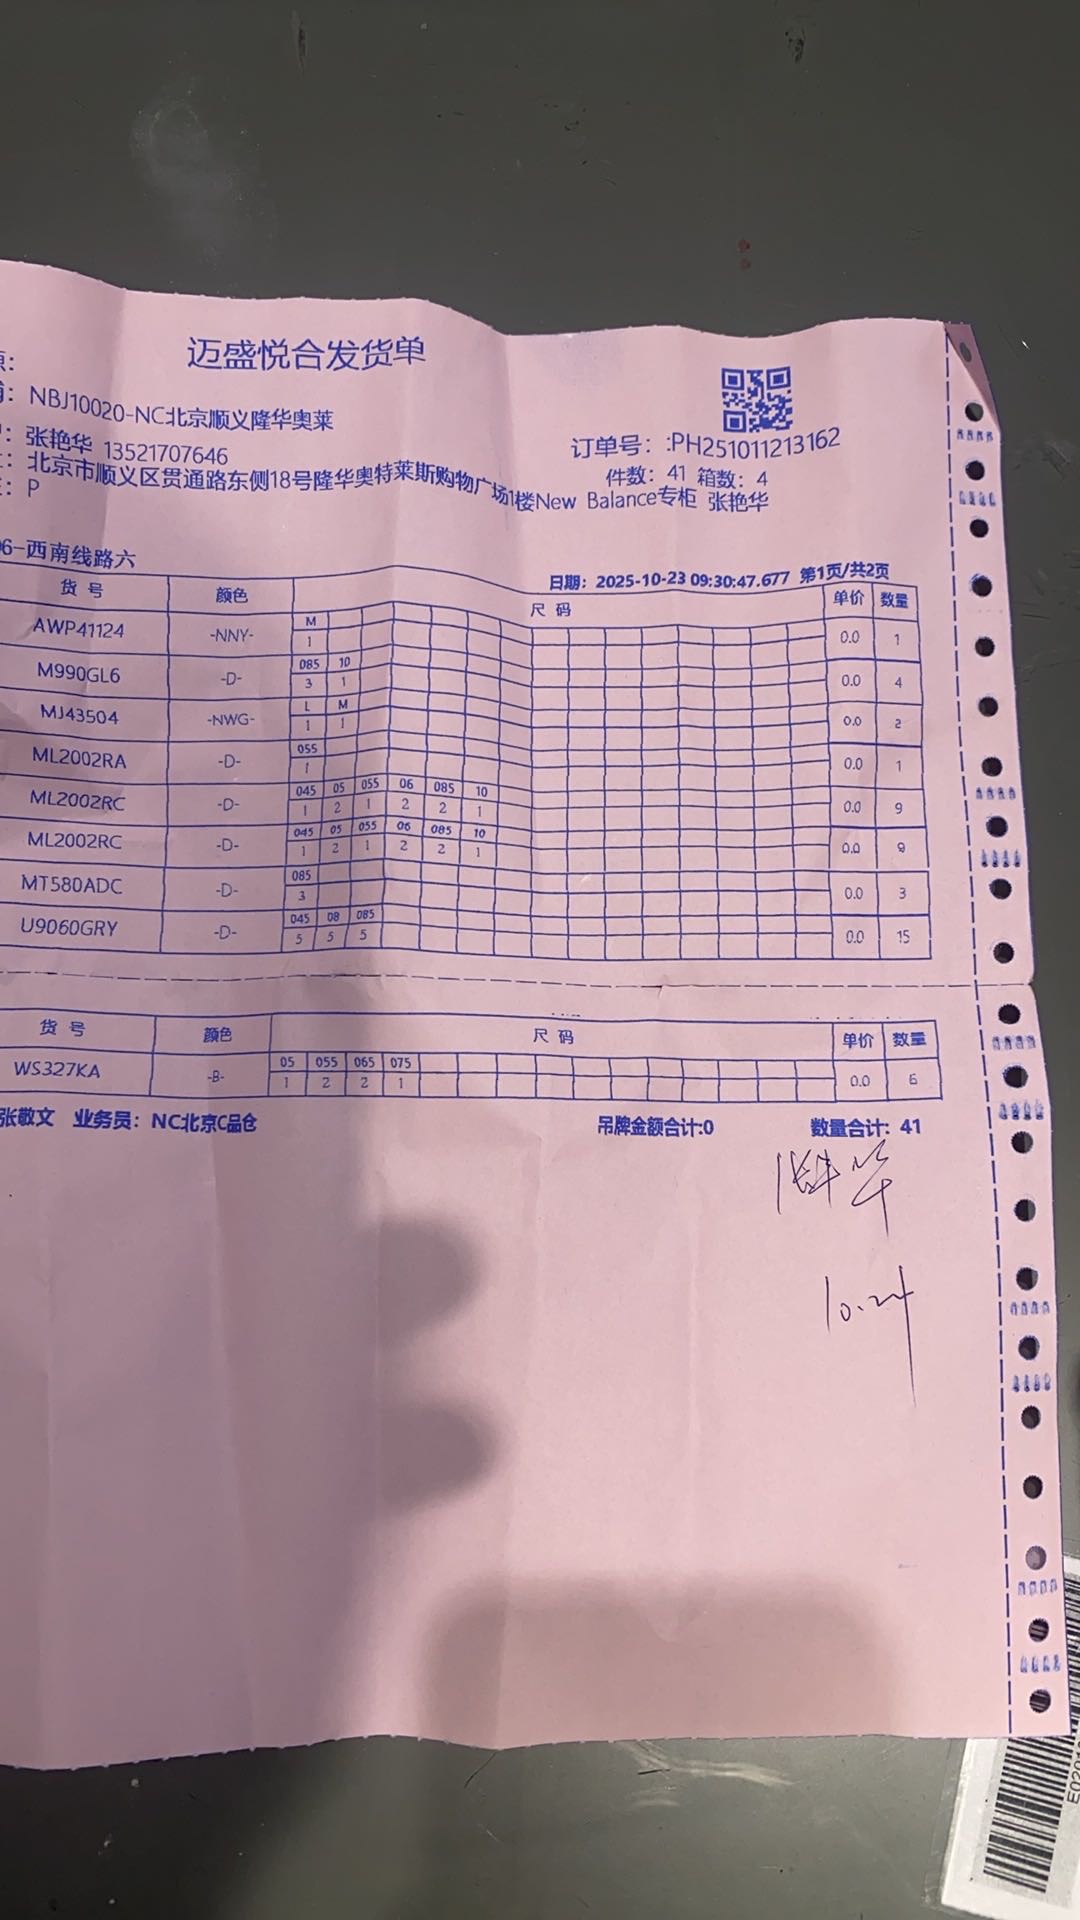 迈盛悦合发货单
NBJ10020-NC北京顺义隆华奥莱
张艳华 13521707646
订单号: :PH251011213162
北京市顺义区贯通路东侧18号隆华奥特莱斯购物广场1楼New Balance专柜 张艳华
件数: 41 箱数: 4
: P
06-西南线路六
日期: 2025-10-23 09:30:47.677 第1页/共2页
货号 颜色 尺码 单价 数量
AWP41124 -NNY- M 0.0 1
1
M990GL6 -D- 085 10 0.0 4
3 1
MJ43504 -NWG- L M 0.0 2
1 1
ML2002RA -D- 055 0.0 1
1
ML2002RC -D- 045 05 055 06 085 10 0.0 9
1 2 1 2 2 1
ML2002RC -D- 045 05 055 06 085 10 0.0 9
1 2 1 2 2 1
MT580ADC -D- 085 0.0 3
3
U9060GRY -D- 045 08 085 0.0 15
5 5 5
货号 颜色 尺码 单价 数量
WS327KA -B- 05 055 065 075 0.0 6
1 2 2 1
张敬文 业务员: NC北京C品仓 吊牌金额合计:0 数量合计: 41
10.24